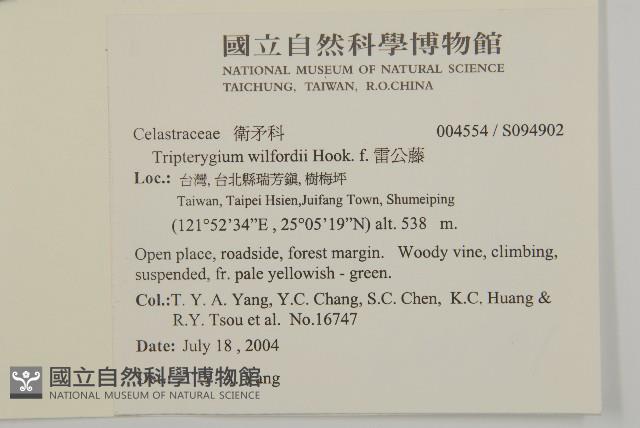 國立自然科學博物館
NATIONAL MUSEUM OF NATURAL SCIENCE
TAICHUNG, TAIWAN, R.O.CHINA
Celastraceae 衛矛科 004554 / S094902
Tripterygium wilfordii Hook. f. 雷公藤
Loc.: 台灣, 台北縣瑞芳鎮, 樹梅坪
Taiwan, Taipei Hsien,Juifang Town, Shumeiping
(121°52’34”E , 25°05’19”N) alt. 538 m.
Open place, roadside, forest margin. Woody vine, climbing,
suspended, fr. pale yellowish - green.
Col.:T. Y. A. Yang, Y.C. Chang, S.C. Chen, K.C. Huang &
R.Y. Tsou et al. No.16747
Date: July 18 , 2004
國立自然科學博物館
NATIONAL MUSEUM OF NATURAL SCIENCE